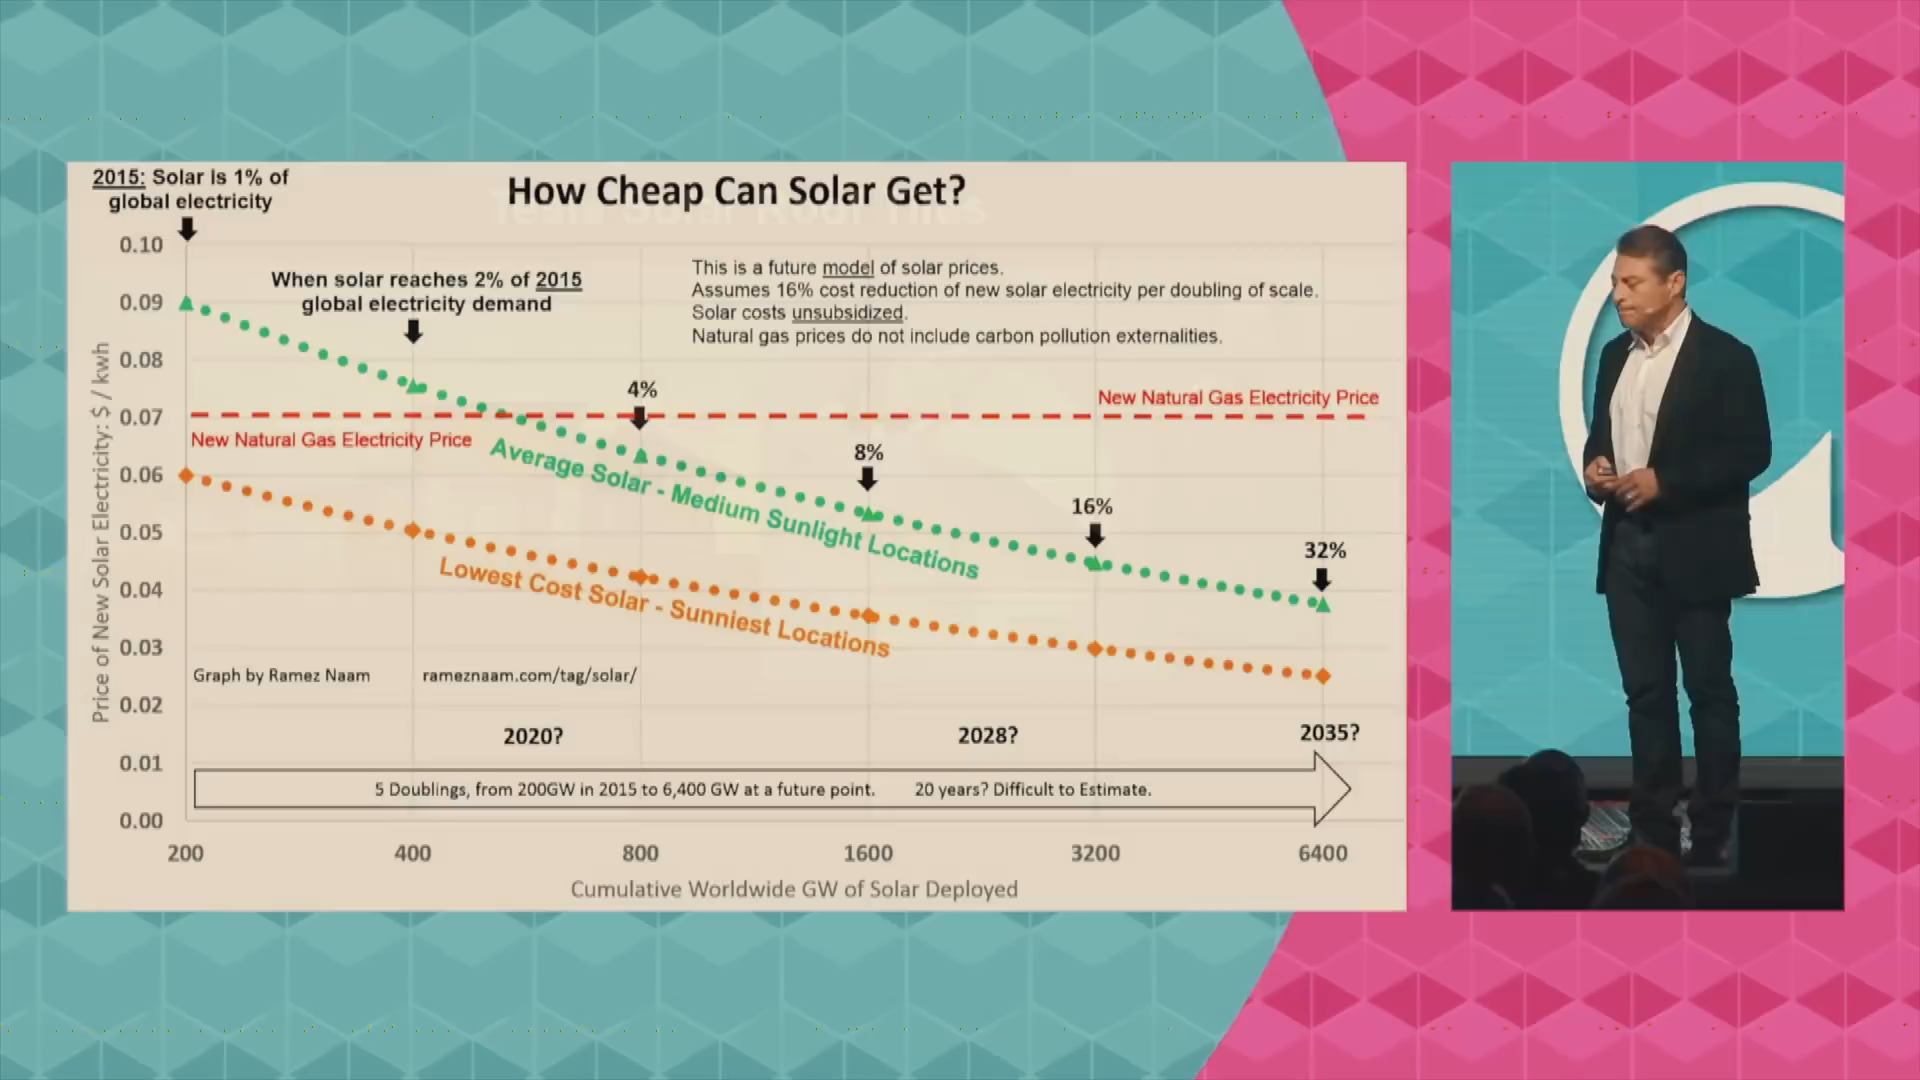 2015: Solar is 1% of
global electricity
How Cheap Can Solar Get?
When solar reaches 2% of 2015
global electricity demand
This is a future model of solar prices.
Assumes 16% cost reduction of new solar electricity per doubling of scale.
Solar costs unsubsidized.
Natural gas prices do not include carbon pollution externalities.
Price of New Solar Electricity: $ / kwh
0.10
0.09
0.08
0.07
0.06
0.05
0.04
0.03
0.02
0.01
0.00
New Natural Gas Electricity Price
New Natural Gas Electricity Price
4%
8%
16%
32%
Average Solar - Medium Sunlight Locations
Lowest Cost Solar - Sunniest Locations
Graph by Ramez Naam
rameznaam.com/tag/solar/
2020?
2028?
2035?
5 Doublings, from 200GW in 2015 to 6,400 GW at a future point. 20 years? Difficult to Estimate.
200
400
800
1600
3200
6400
Cumulative Worldwide GW of Solar Deployed